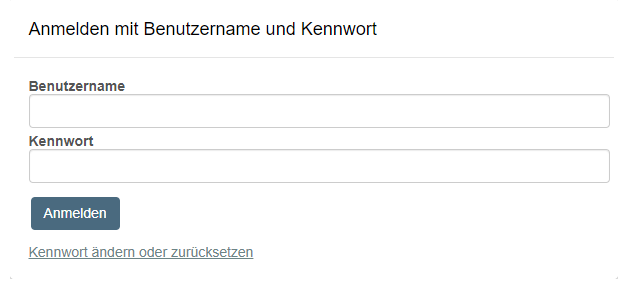 Anmelden mit Benutzername und Kennwort
Benutzername
Kennwort
Anmelden
Kennwort ändern oder zurücksetzen